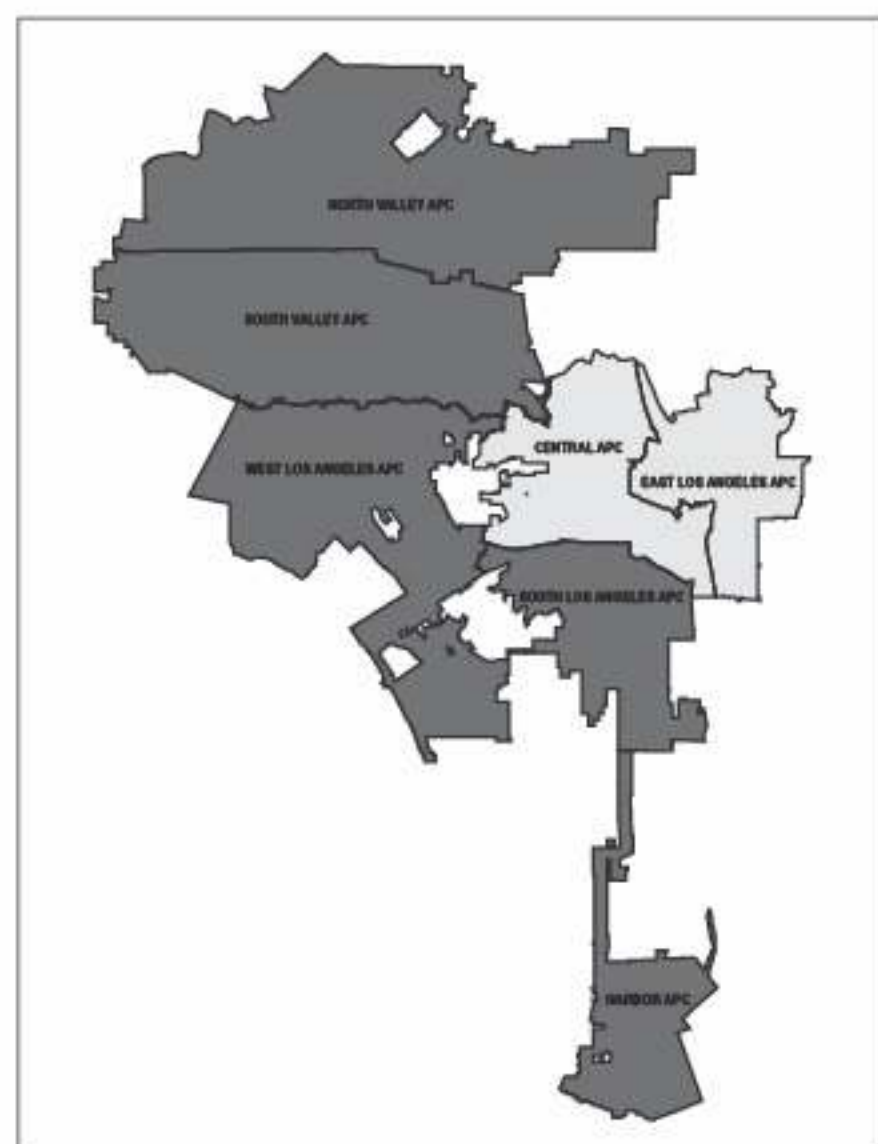 NORTH VALLEY APC
SOUTH VALLEY APC
CENTRAL APC
WEST LOS ANGELES APC
EAST LOS ANGELES APC
SOUTH LOS ANGELES APC
HARBOR APC